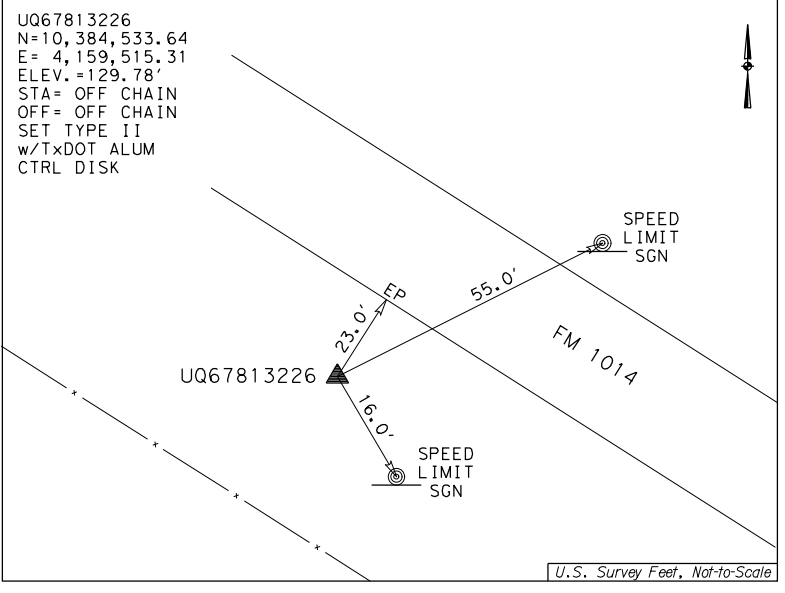 UQ67813226
N=10,384,533.64
E= 4,159,515.31
ELEV.=129.78'
STA= OFF CHAIN
OFF= OFF CHAIN
SET TYPE II
w/TxDOT ALUM
CTRL DISK
SPEED
LIMIT
SGN
55.0'
EP
23.0'
FM 1014
UQ67813226
16.0'
SPEED
LIMIT
SGN
U.S. Survey Feet, Not-to-Scale